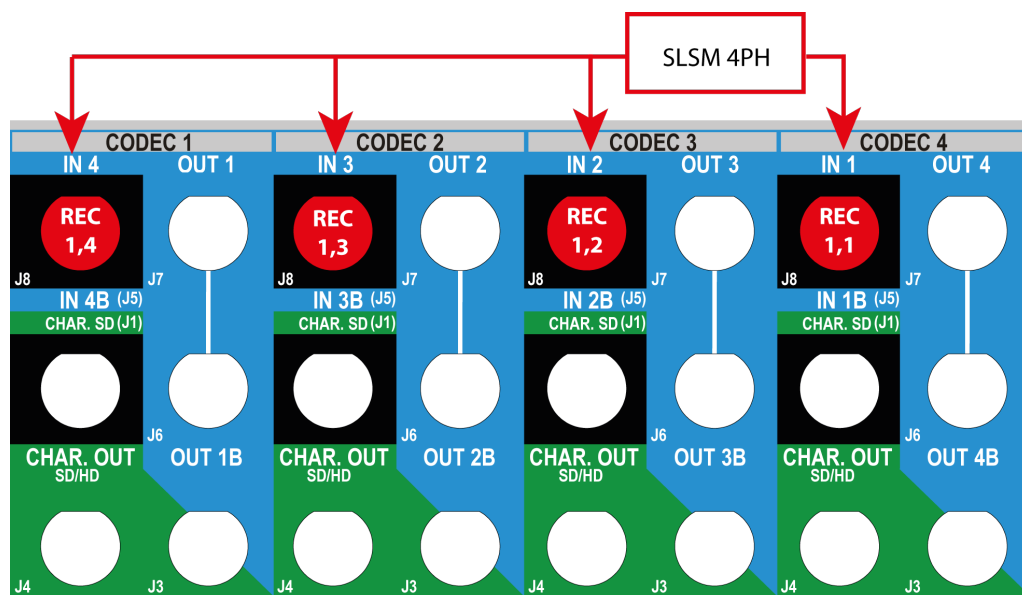 SLSM 4PH
CODEC 1 CODEC 2 CODEC 3 CODEC 4
IN 4 OUT 1 IN 3 OUT 2 IN 2 OUT 3 IN 1 OUT 4
REC REC REC REC
1,4 1,3 1,2 1,1
J8 J7 J8 J7 J8 J7 J8 J7
IN 4B (J5) IN 3B (J5) IN 2B (J5) IN 1B (J5)
CHAR. SD (J1) CHAR. SD (J1) CHAR. SD (J1) CHAR. SD (J1)
J6 J6 J6 J6
CHAR. OUT OUT 1B CHAR. OUT OUT 2B CHAR. OUT OUT 3B CHAR. OUT OUT 4B
SD/HD SD/HD SD/HD SD/HD
J4 J3 J4 J3 J4 J3 J4 J3